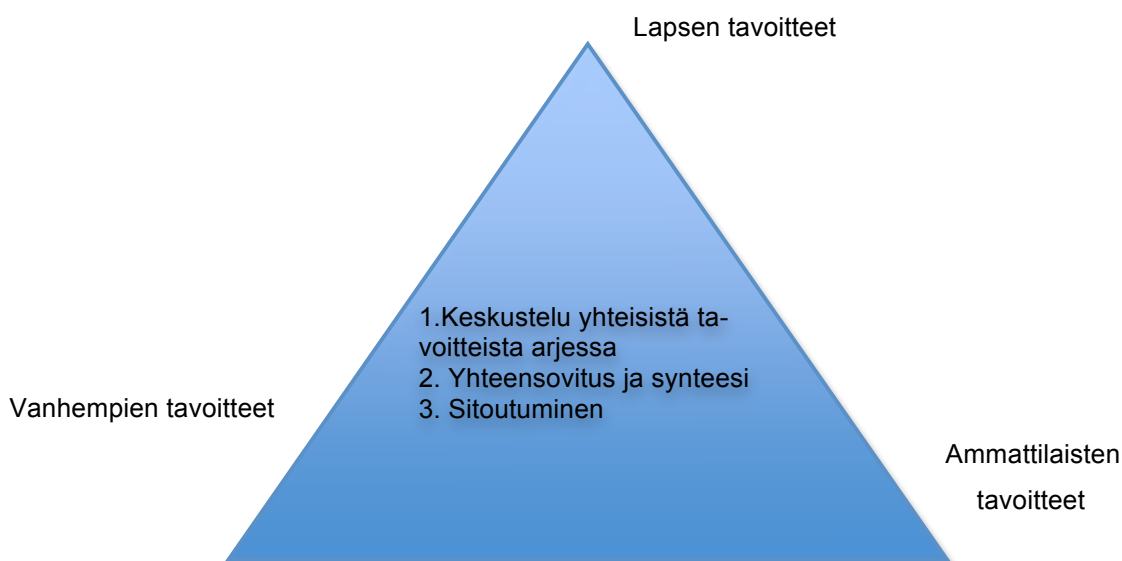 Lapsen tavoitteet
1.Keskustelu yhteisistä ta-
voitteista arjessa
2. Yhteensovitus ja synteesi
3. Sitoutuminen
Vanhempien tavoitteet
Ammattilaisten
tavoitteet